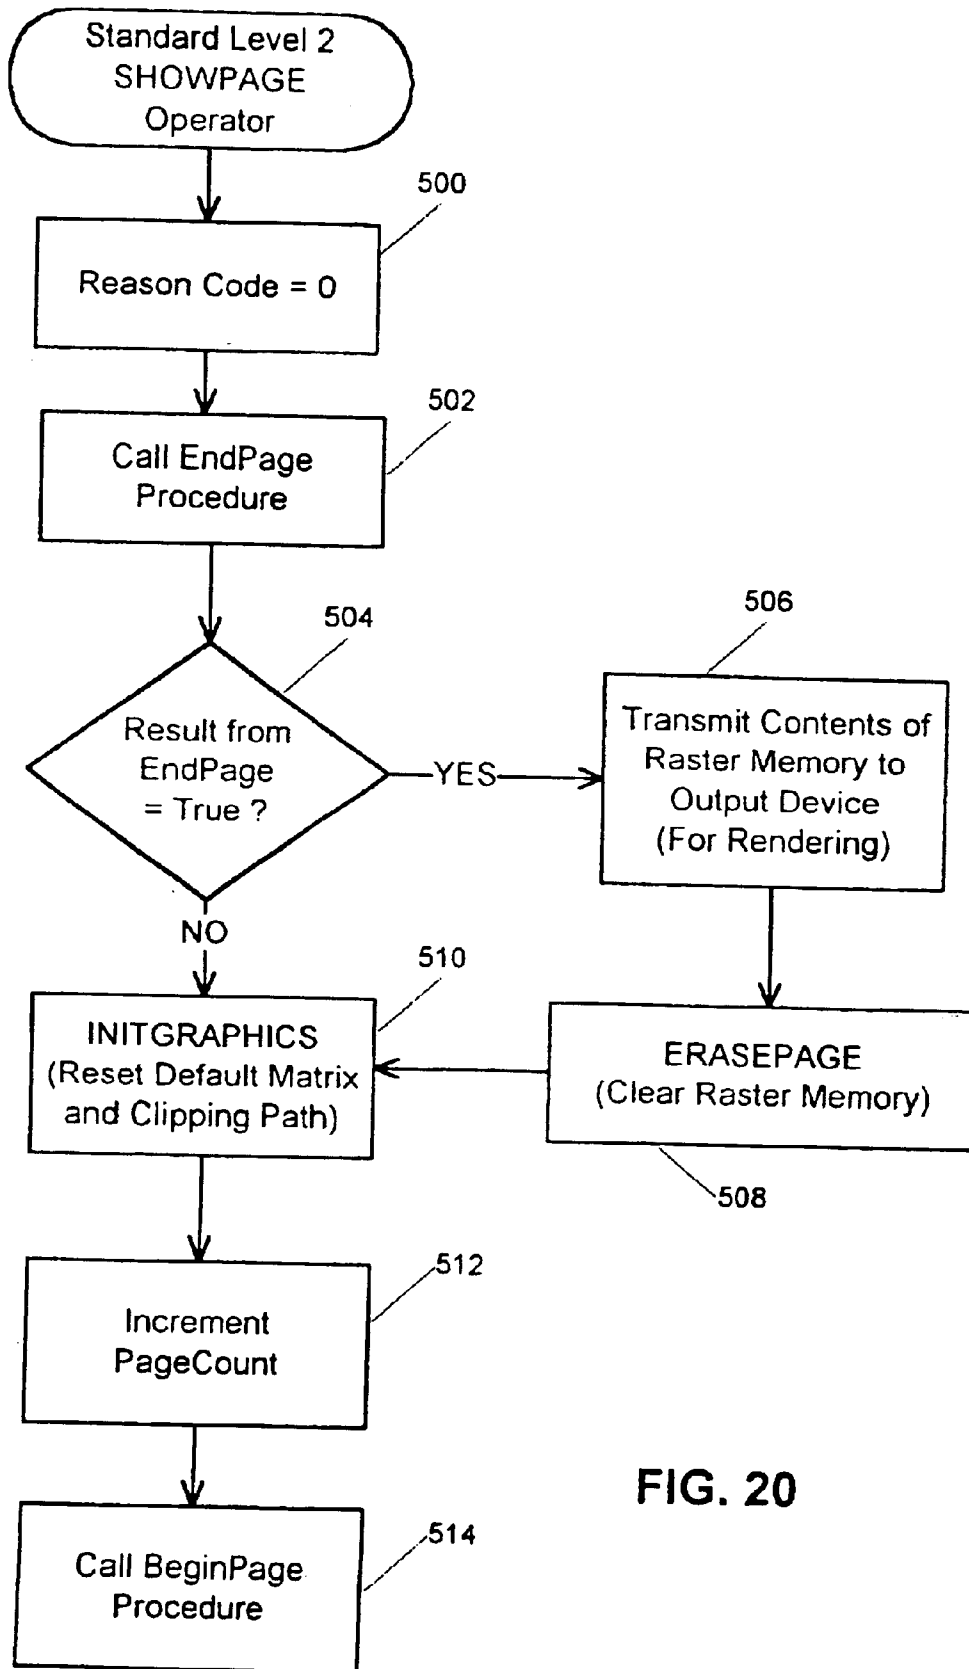 Standard Level 2
SHOWPAGE
Operator
500
Reason Code = 0
502
Call EndPage
Procedure
504
Result from
EndPage
= True ?
YES
506
Transmit Contents of
Raster Memory to
Output Device
(For Rendering)
NO
510
INITGRAPHICS
(Reset Default Matrix
and Clipping Path)
ERASEPAGE
(Clear Raster Memory)
508
512
Increment
PageCount
FIG. 20
514
Call BeginPage
Procedure